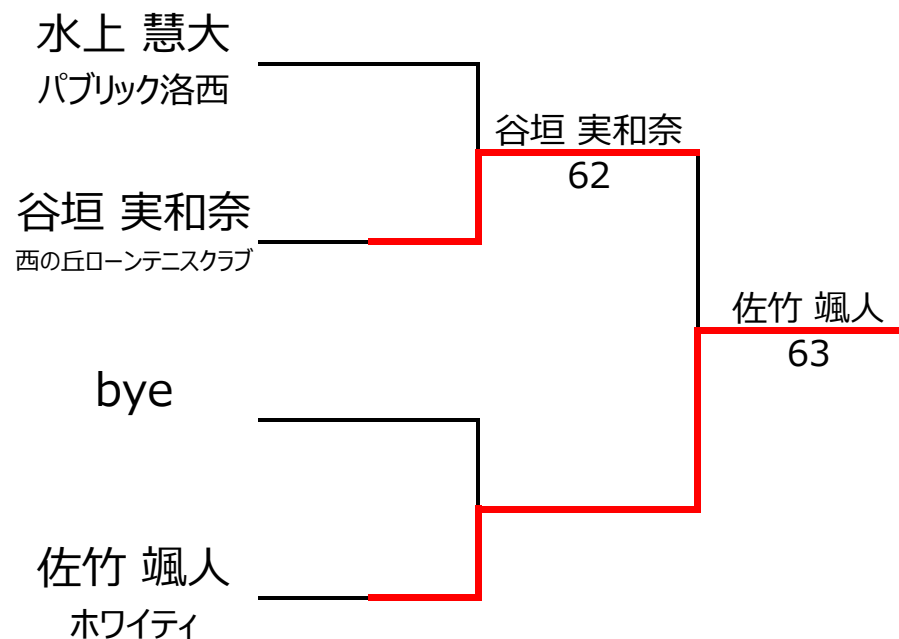 水上 慧大
パブリック洛西
谷垣 実和奈
62
谷垣 実和奈
西の丘ローンテニスクラブ
佐竹 颯人
63
bye
佐竹 颯人
ホワイティ